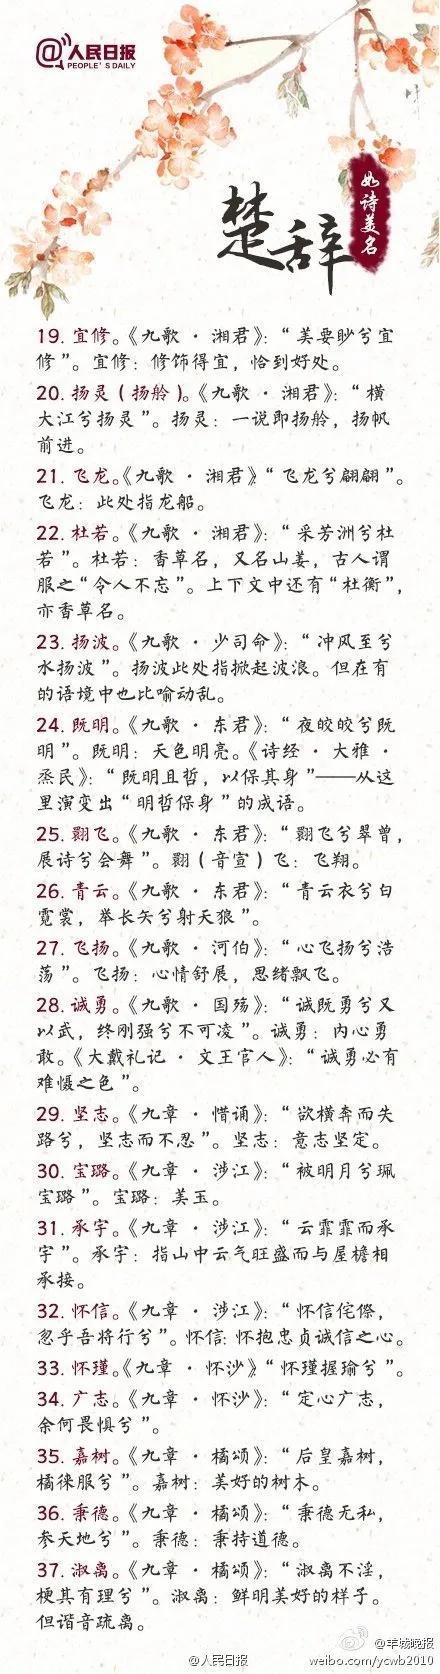 @人民日报
PEOPLE'S DAILY
楚辞
如诗美名
19. 宜修。《九歌·湘君》：“美要眇兮宜
修”。宜修：修饰得宜，恰到好处。
20. 扬灵（扬舲）。《九歌·湘君》：“横
大江兮扬灵”。扬灵：一说即扬舲，扬帆
前进。
21. 飞龙。《九歌·湘君》“飞龙兮翩翩”。
飞龙：此处指龙船。
22. 杜若。《九歌·湘君》：“采芳洲兮杜
若”。杜若：香草名，又名山姜，古人谓
服之“令人不忘”。上下文中还有“杜衡”，
亦香草名。
23. 扬波。《九歌·少司命》：“冲风至兮
水扬波”。扬波此处指掀起波浪。但在有
的语境中也比喻动乱。
24. 既明。《九歌·东君》：“夜皎皎兮既
明”。既明：天色明亮。《诗经·大雅·
烝民》：“既明且哲，以保其身”——从这
里演变出“明哲保身”的成语。
25. 翾飞。《九歌·东君》：“翾飞兮翠曾，
展诗兮会舞”。翾（音宣）飞：飞翔。
26. 青云。《九歌·东君》：“青云衣兮白
霓裳，举长矢兮射天狼”。
27. 飞扬。《九歌·河伯》：“心飞扬兮浩
荡”。飞扬：心情舒展，思绪飘飞。
28. 诚勇。《九歌·国殇》：“诚既勇兮又
以武，终刚强兮不可凌”。诚勇：内心勇
敢。《大戴礼记·文王官人》：“诚勇必有
难慑之色”。
29. 坚志。《九章·惜诵》：“欲横奔而失
路兮，坚志而不忍”。坚志：意志坚定。
30. 宝璐。《九章·涉江》：“被明月兮珮
宝璐”。宝璐：美玉。
31. 承宇。《九章·涉江》：“云霏霏而承
宇”。承宇：指山中云气旺盛而与屋檐相
承接。
32. 怀信。《九章·涉江》：“怀信侘傺，
忽乎吾将行兮”。怀信：怀抱忠贞诚信之心。
33. 怀瑾。《九章·怀沙》“怀瑾握瑜兮”。
34. 广志。《九章·怀沙》：“定心广志，
余何畏惧兮”。
35. 嘉树。《九章·橘颂》：“后皇嘉树，
橘徕服兮”。嘉树：美好的树木。
36. 秉德。《九章·橘颂》：“秉德无私，
参天地兮”。秉德：秉持道德。
37. 淑离。《九章·橘颂》：“淑离不淫，
梗其有理兮”。淑离：鲜明美好的样子。
但谐音疏离。
@人民日报
@羊城晚报
weibo.com/ycwb2010